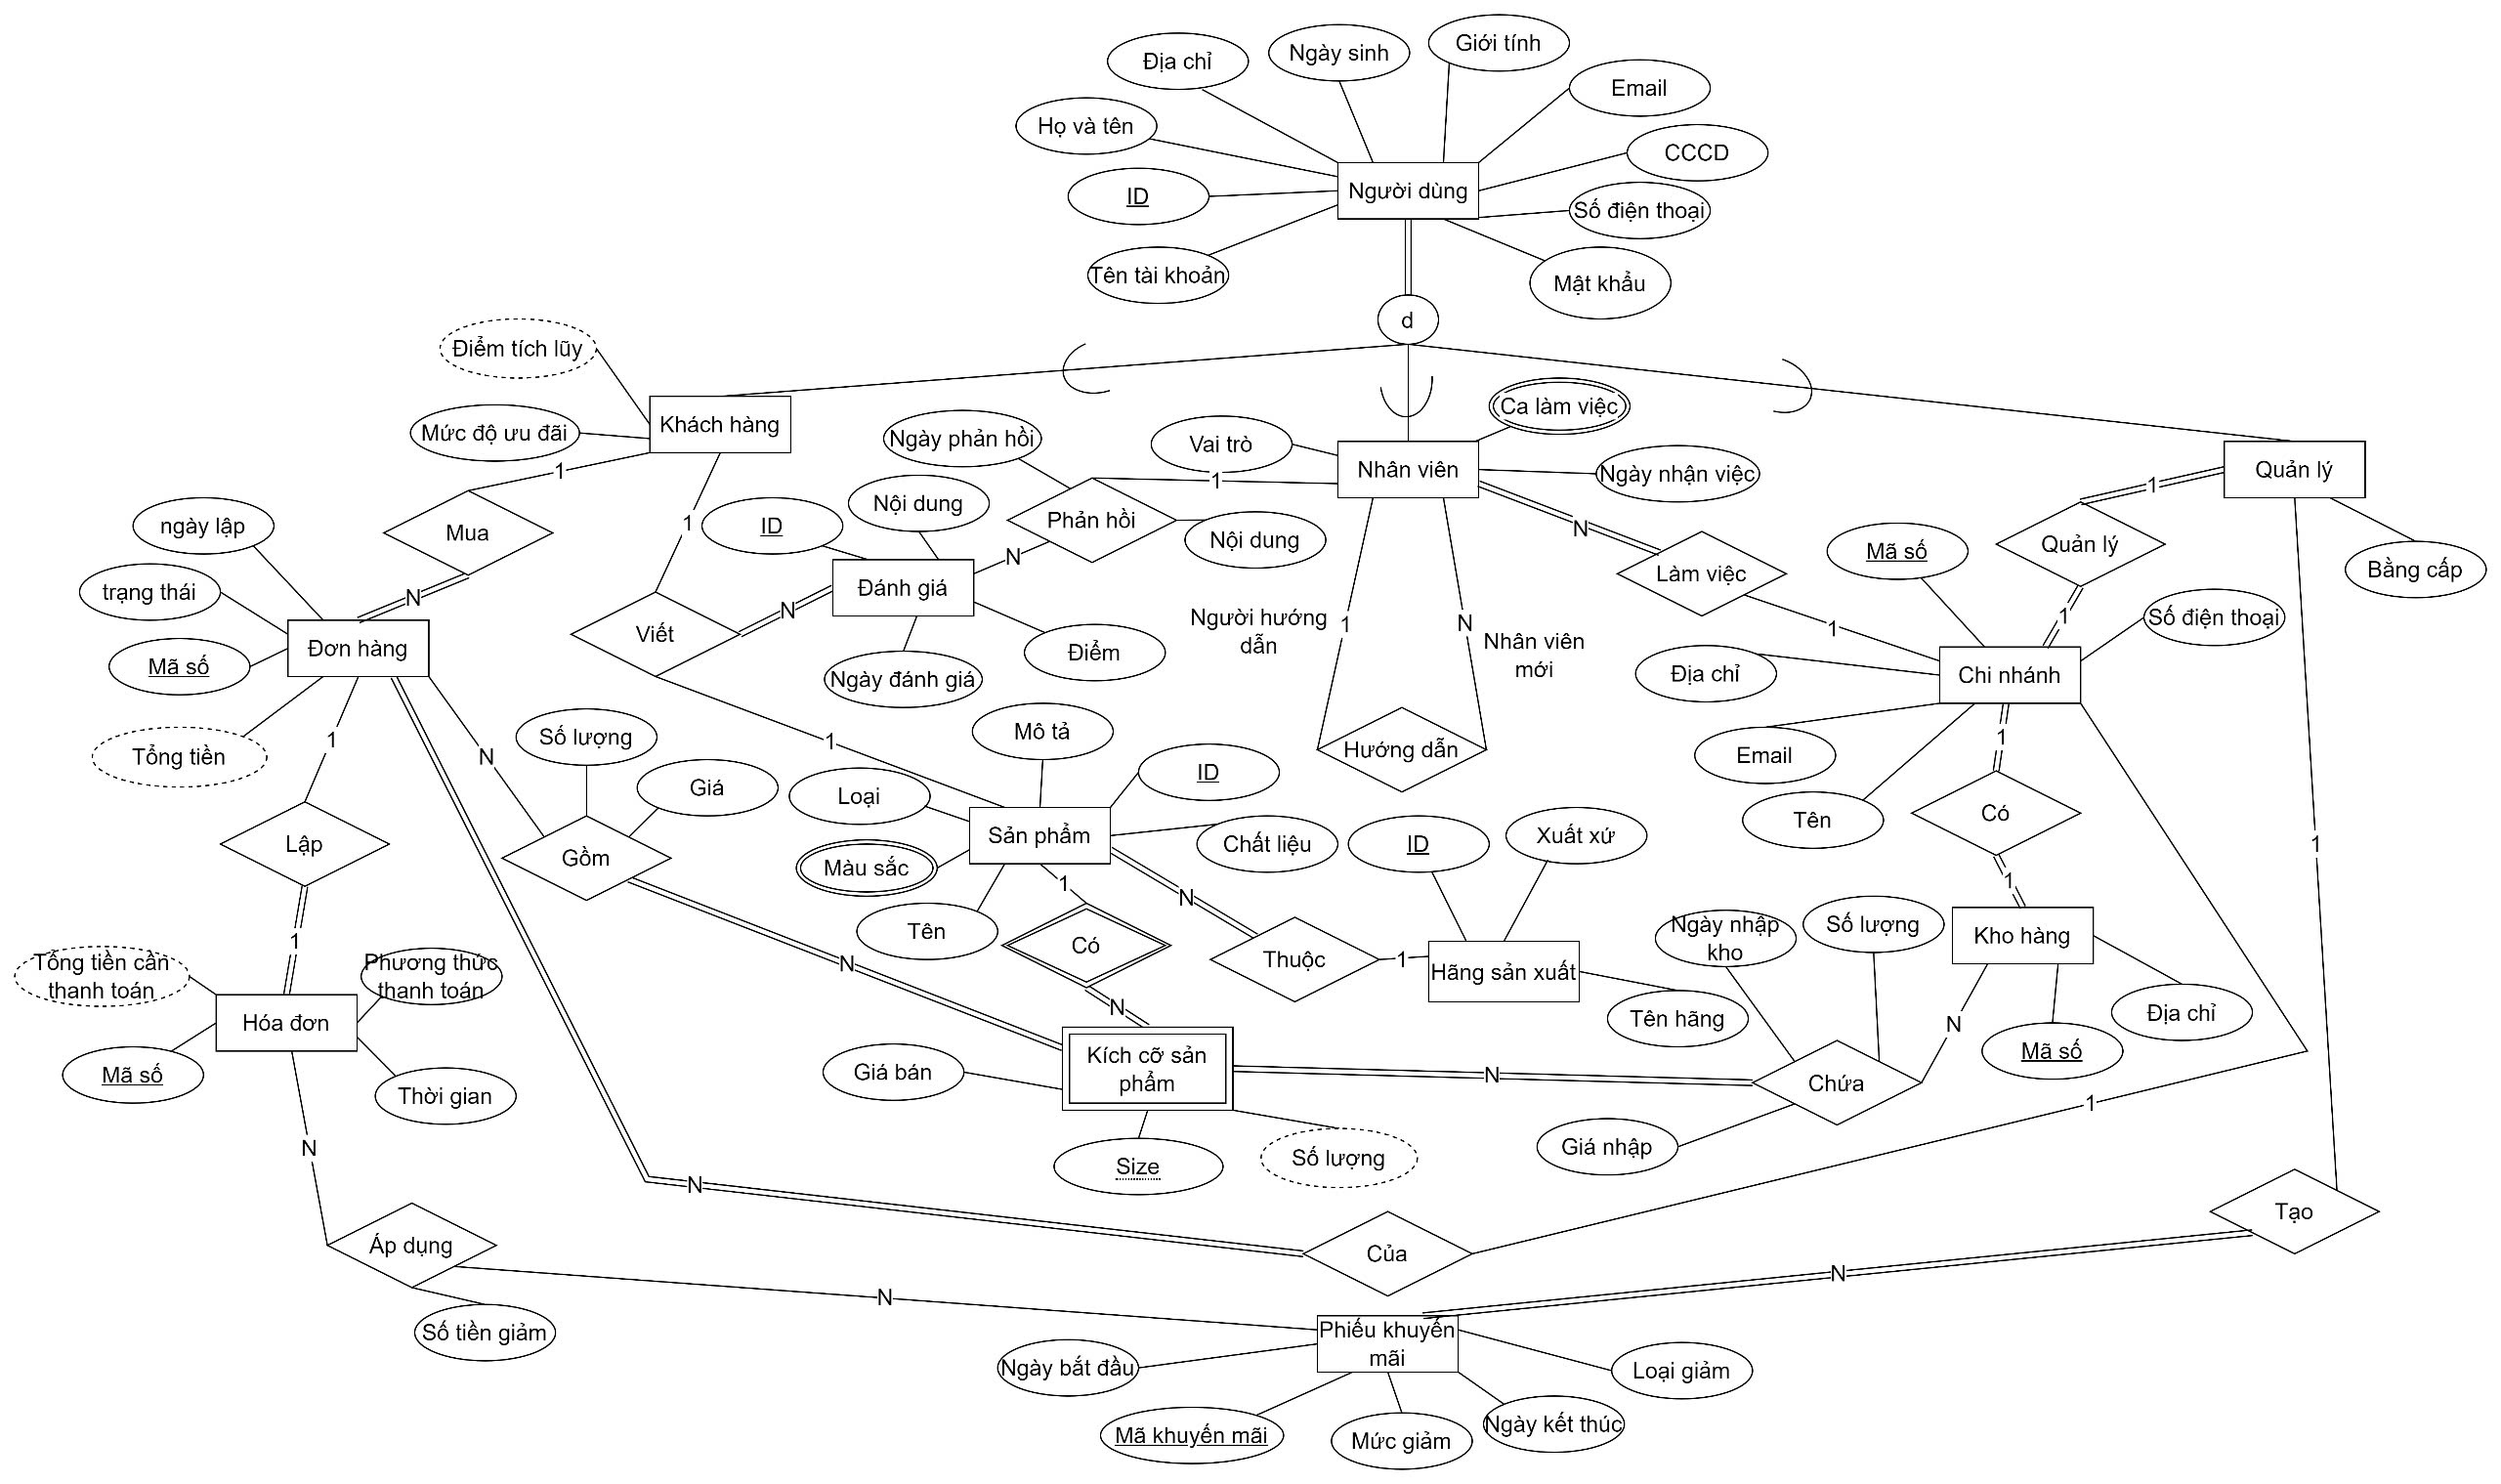 Giới tính
Ngày sinh
Địa chỉ
Email
Họ và tên
CCCD
Người dùng
ID
Số điện thoại
Tên tài khoản
Mật khẩu
d
Điểm tích lũy
Ca làm việc
Khách hàng
Mức độ ưu đãi
Ngày phản hồi
Vai trò
Nhân viên
Ngày nhận việc
Quản lý
1
1
1
Nội dung
ngày lập
Mua
1
ID
Phản hồi
Nội dung
N
Quản lý
Mã số
N
Làm việc
Bằng cấp
trạng thái
N
Đánh giá
N
1
Số điện thoại
Viết
Người hướng
dẫn
1
N
Nhân viên
mới
1
Đơn hàng
Điểm
Mã số
Ngày đánh giá
Địa chỉ
Chi nhánh
Tổng tiền
1
N
Số lượng
1
Mô tả
Hướng dẫn
1
Email
ID
Giá
Loại
Tên
Có
Lập
Gồm
Sản phẩm
Chất liệu
ID
Xuất xứ
1
Màu sắc
1
N
1
Tên
Ngày nhập
kho
Số lượng
Kho hàng
1
N
Có
Thuộc
1
Hãng sản xuất
Tổng tiền cần
thanh toán
Phương thức
thanh toán
N
Tên hãng
Địa chỉ
Hóa đơn
N
Mã số
Mã số
Thời gian
Giá bán
Kích cỡ sản
phẩm
N
Chứa
1
N
Size
Số lượng
Giá nhập
N
Áp dụng
Của
Tạo
N
N
Số tiền giảm
Phiếu khuyến
mãi
Ngày bắt đầu
Loại giảm
Mã khuyến mãi
Mức giảm
Ngày kết thúc